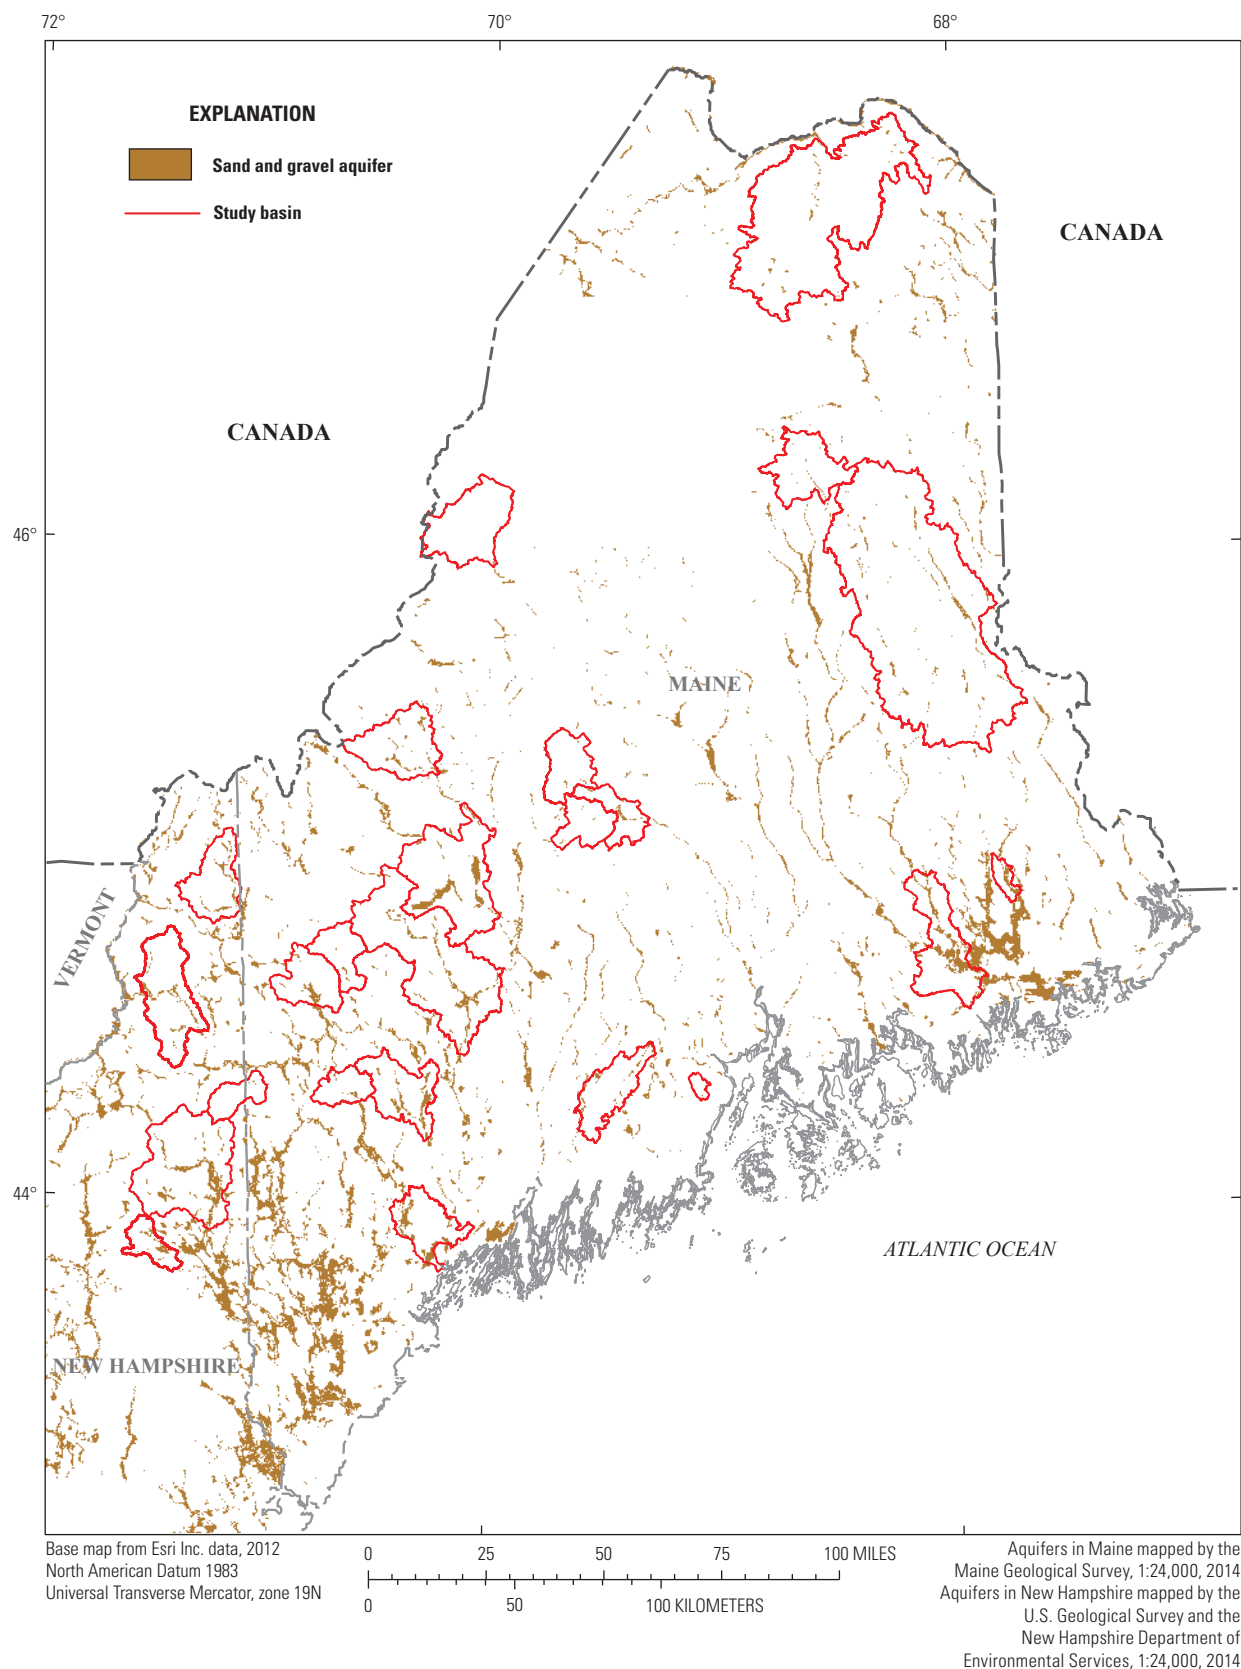 72°
70°
68°
EXPLANATION
Sand and gravel aquifer
Study basin
CANADA
CANADA
46°
MAINE
VERMONT
44°
ATLANTIC OCEAN
NEW HAMPSHIRE
Base map from Esri Inc. data, 2012
North American Datum 1983
Universal Transverse Mercator, zone 19N
0 25 50 75 100 MILES
0 50 100 KILOMETERS
Aquifers in Maine mapped by the
Maine Geological Survey, 1:24,000, 2014
Aquifers in New Hampshire mapped by the
U.S. Geological Survey and the
New Hampshire Department of
Environmental Services, 1:24,000, 2014